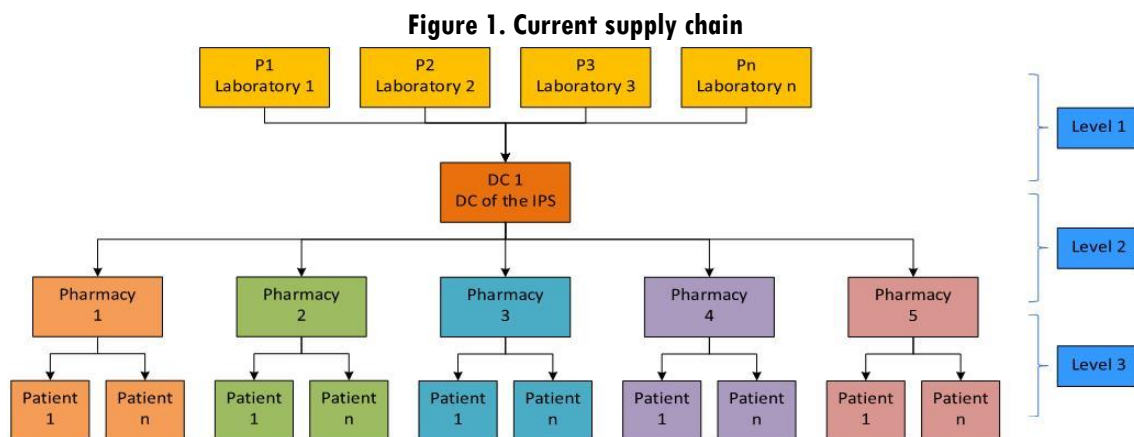 Figure 1. Current supply chain
P1
Laboratory 1
P2
Laboratory 2
P3
Laboratory 3
Pn
Laboratory n
Level 1
DC 1
DC of the IPS
Level 2
Pharmacy
1
Pharmacy
2
Pharmacy
3
Pharmacy
4
Pharmacy
5
Level 3
Patient
1
Patient
n
Patient
1
Patient
n
Patient
1
Patient
n
Patient
1
Patient
n
Patient
1
Patient
n